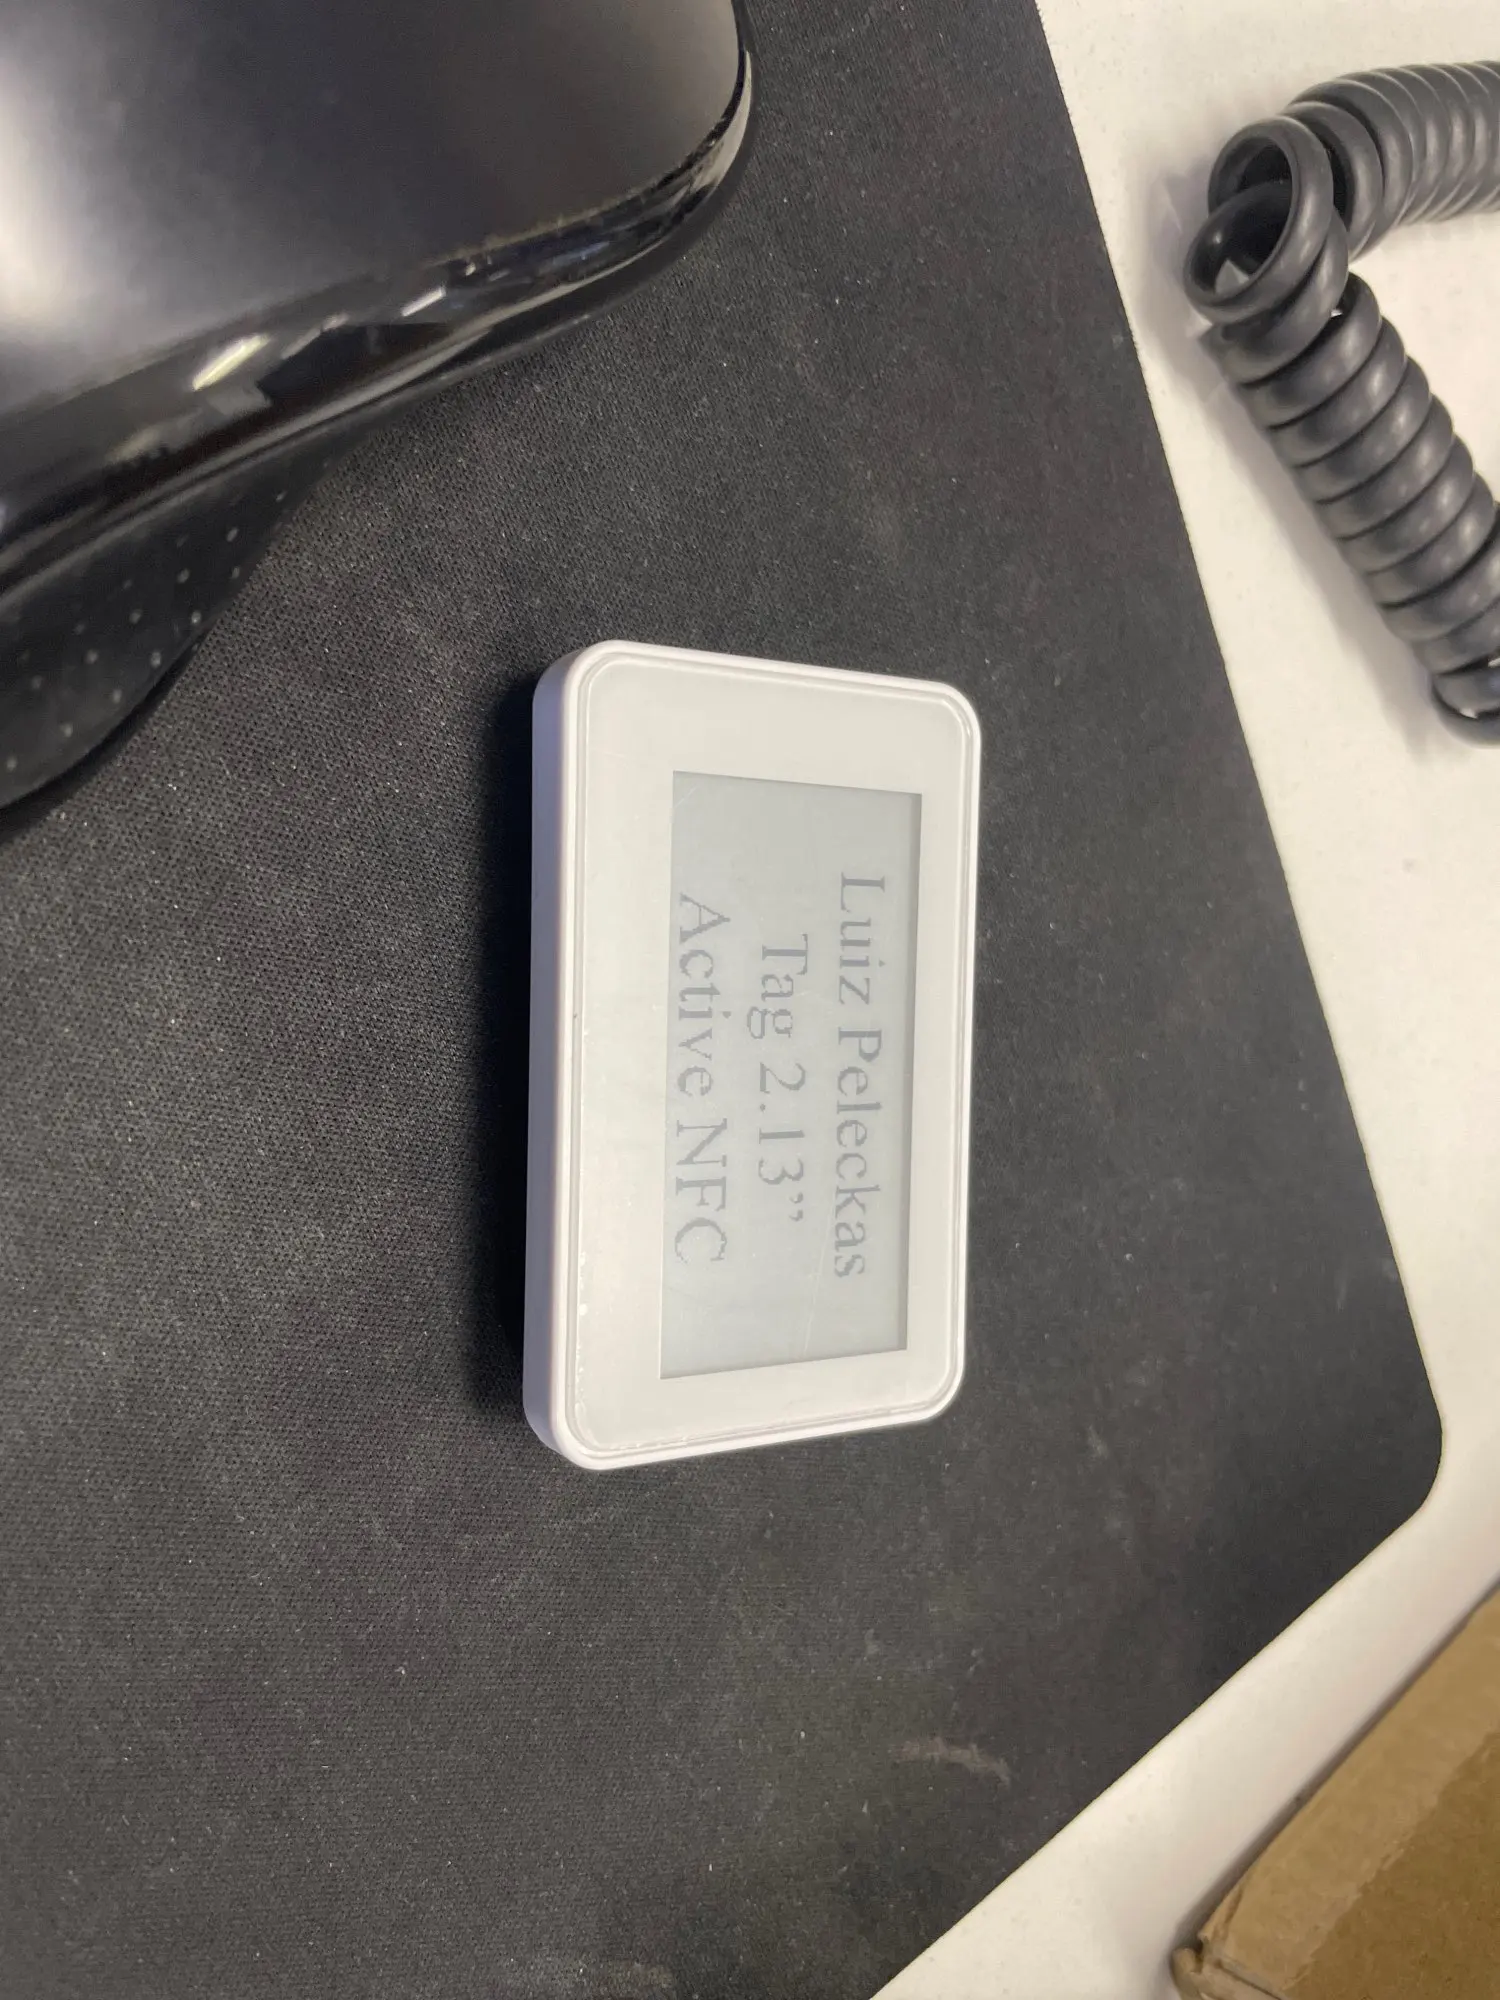 Luiz Peleckas
Tag 2.13”
Active NFC